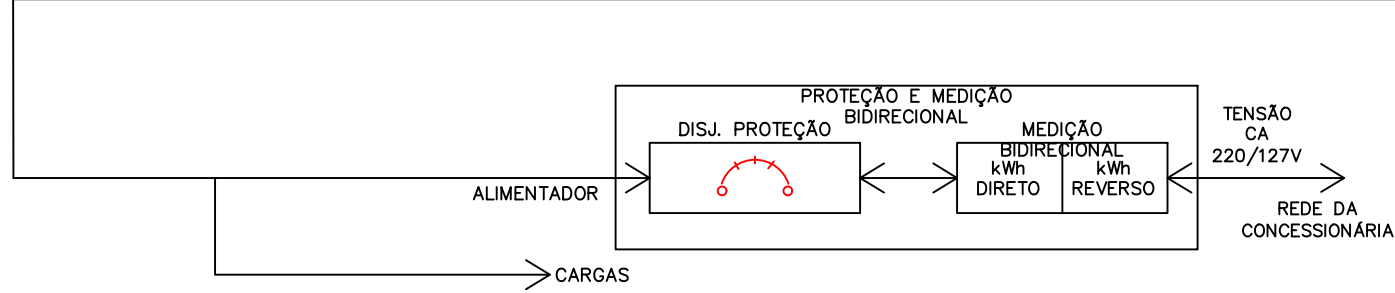 PROTEÇÃO E MEDIÇÃO
BIDIRECIONAL
DISJ. PROTEÇÃO
MEDIÇÃO
BIDIRECIONAL
kWh
DIRETO
kWh
REVERSO
TENSÃO
CA
220/127V
ALIMENTADOR
REDE DA
CONCESSIONÁRIA
CARGAS